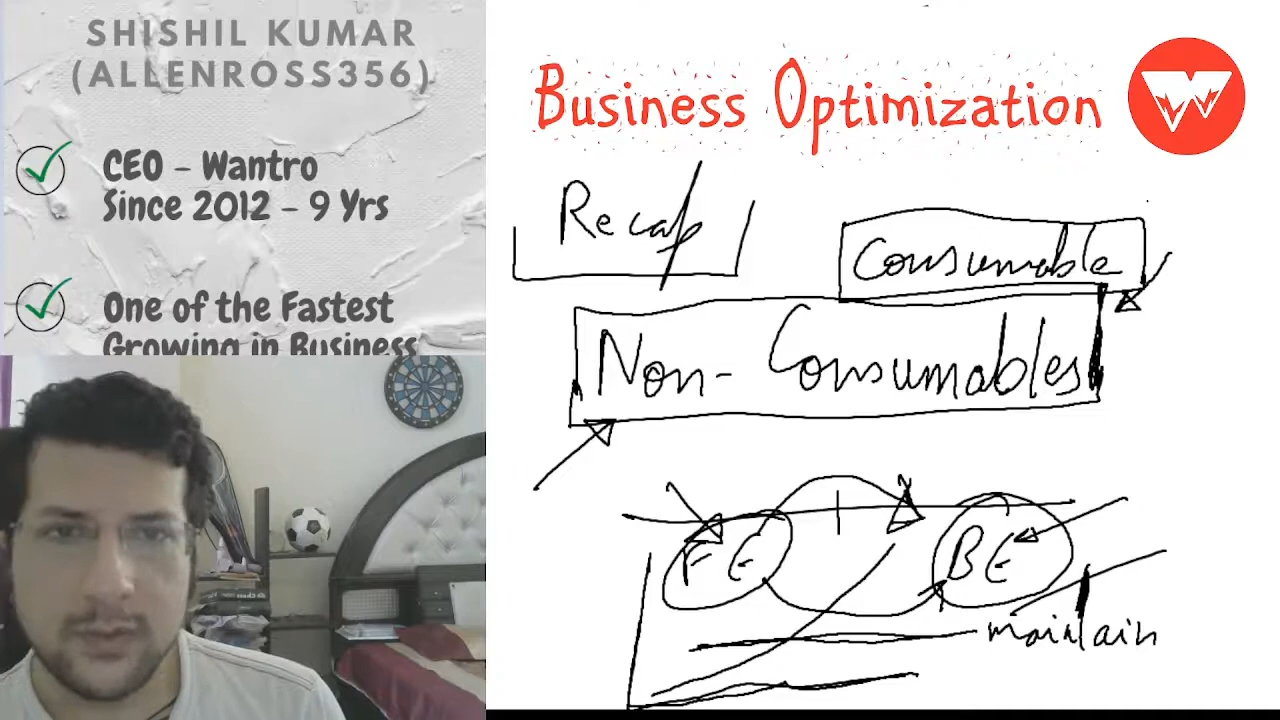 SHISHIL KUMAR
(ALLENROSS356)
CEO - Wantro
Since 2012 - 9 Yrs
One of the Fastest
Growing in Business
Business Optimization
W
Recap
Consumable
Non-Consumables
FE
BE
maintain